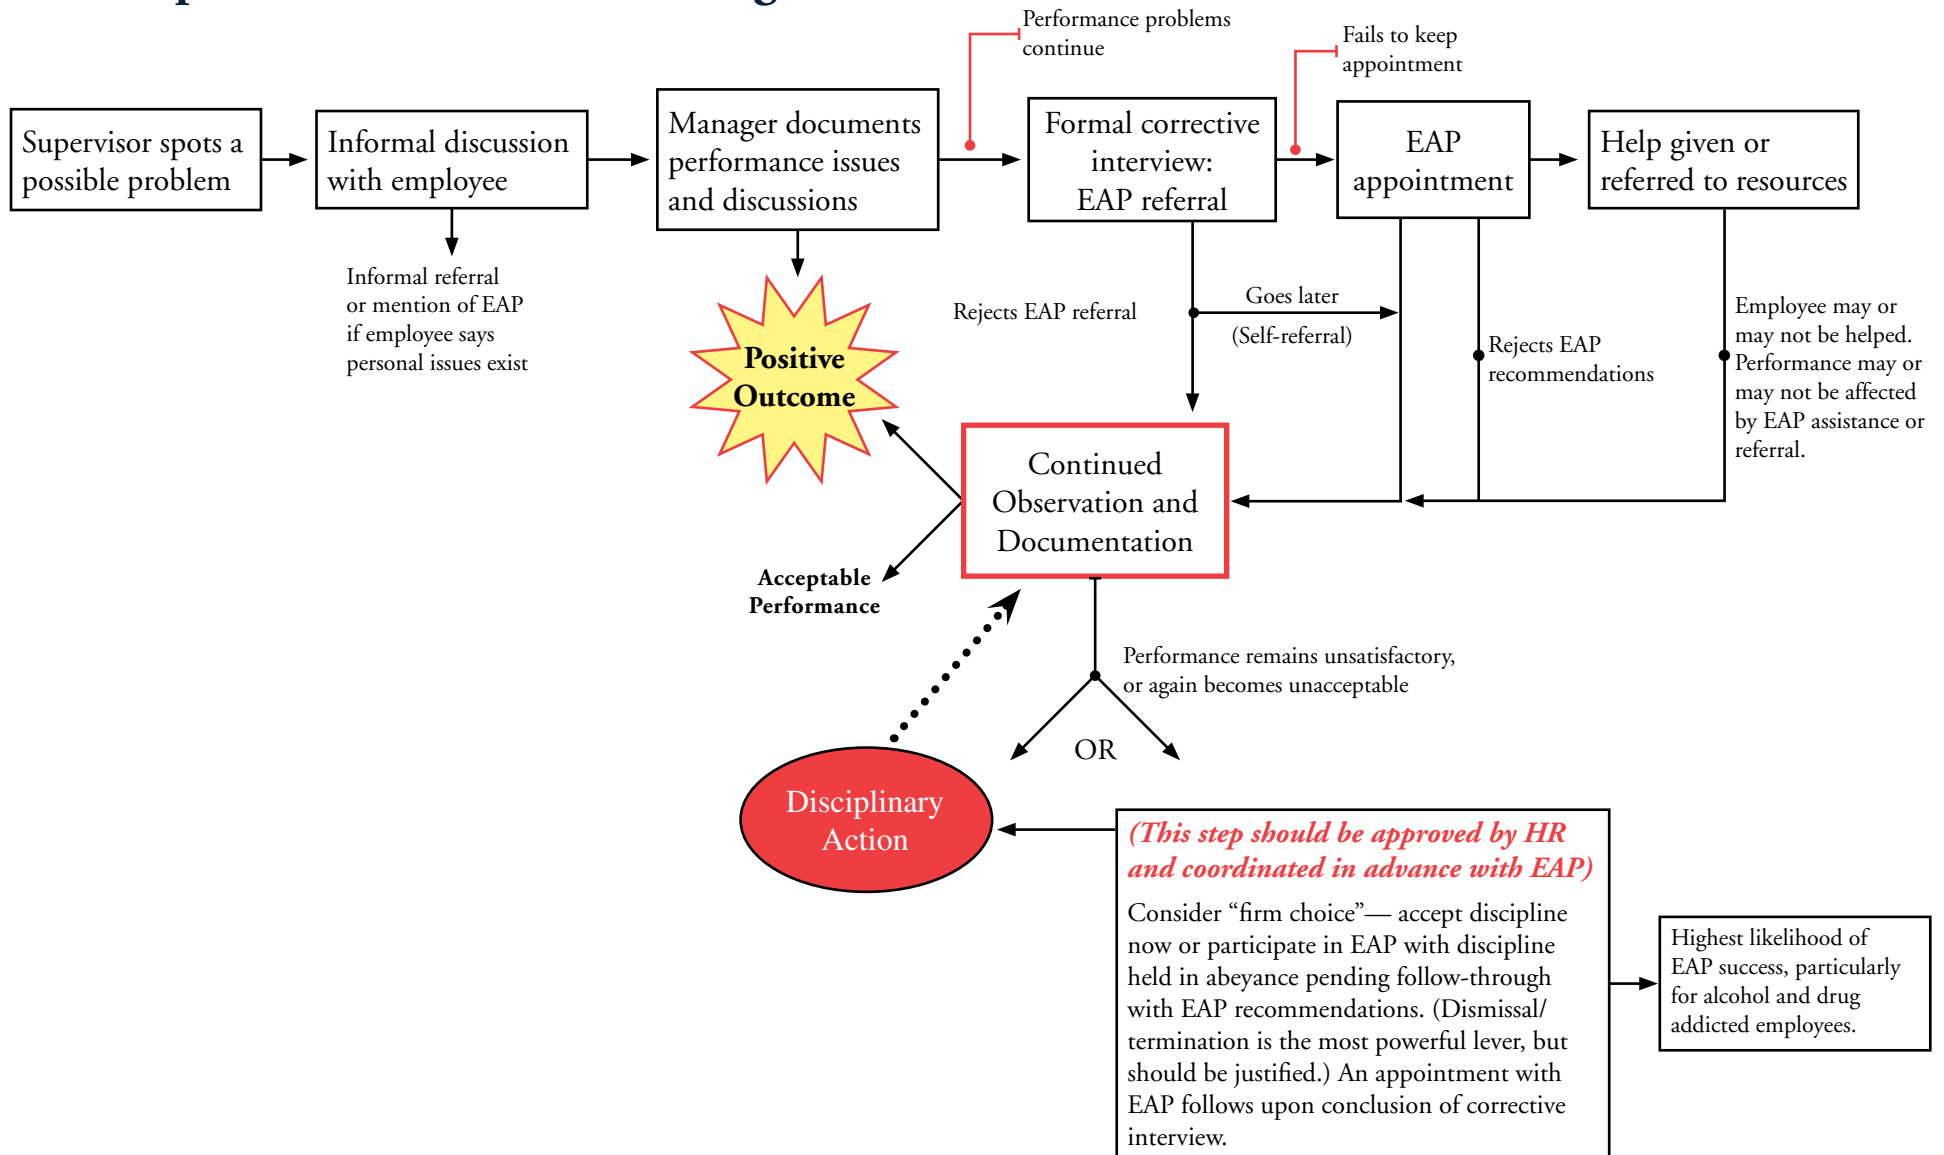 Performance problems
continue
Fails to keep
appointment
Supervisor spots a
possible problem
Informal discussion
with employee
Manager documents
performance issues
and discussions
Formal corrective
interview:
EAP referral
EAP
appointment
Help given or
referred to resources
Informal referral
or mention of EAP
if employee says
personal issues exist
Positive
Outcome
Rejects EAP referral
Goes later
(Self-referral)
Rejects EAP
recommendations
Employee may or
may not be helped.
Performance may or
may not be affected
by EAP assistance or
referral.
Continued
Observation and
Documentation
Acceptable
Performance
Performance remains unsatisfactory,
or again becomes unacceptable
OR
Disciplinary
Action
(This step should be approved by HR
and coordinated in advance with EAP)
Consider “firm choice”— accept discipline
now or participate in EAP with discipline
held in abeyance pending follow-through
with EAP recommendations. (Dismissal/
termination is the most powerful lever, but
should be justified.) An appointment with
EAP follows upon conclusion of corrective
interview.
Highest likelihood of
EAP success, particularly
for alcohol and drug
addicted employees.